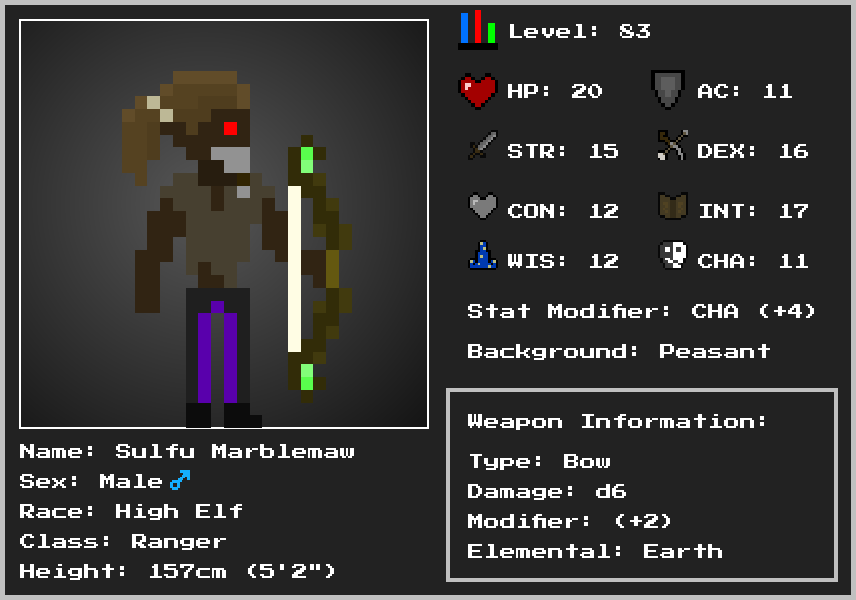 Level: 83
HP: 20
AC: 11
STR: 15
DEX: 16
CON: 12
INT: 17
WIS: 12
CHA: 11
Stat Modifier: CHA (+4)
Background: Peasant
Weapon Information:
Type: Bow
Damage: d6
Modifier: (+2)
Elemental: Earth
Name: Sulfu Marblemaw
Sex: Male ♂
Race: High Elf
Class: Ranger
Height: 157cm (5'2")